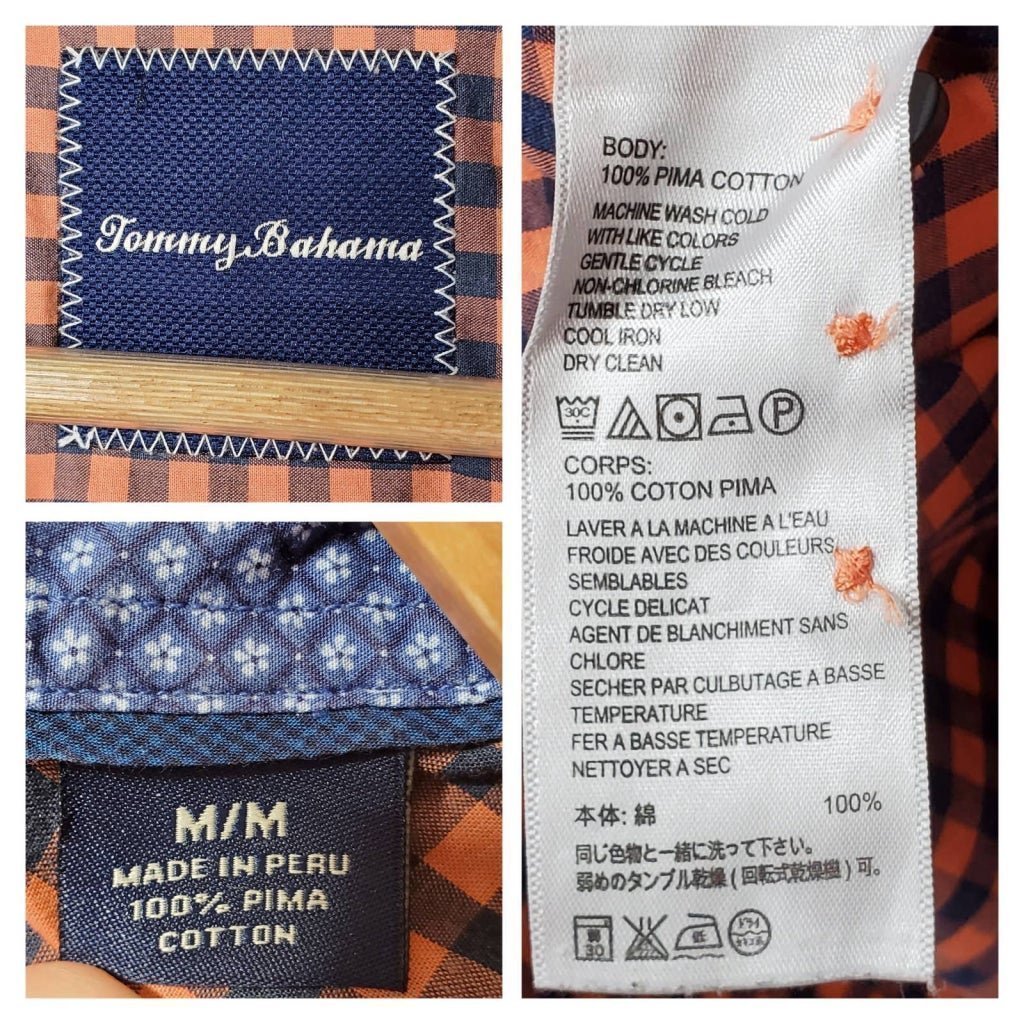 Tommy Bahama
M/M
MADE IN PERU
100% PIMA
COTTON
BODY:
100% PIMA COTTON
MACHINE WASH COLD
WITH LIKE COLORS
GENTLE CYCLE
NON-CHLORINE BLEACH
TUMBLE DRY LOW
COOL IRON
DRY CLEAN
30C P
CORPS:
100% COTON PIMA
LAVER A LA MACHINE A L'EAU
FROIDE AVEC DES COULEURS
SEMBLABLES
CYCLE DELICAT
AGENT DE BLANCHIMENT SANS
CHLORE
SECHER PAR CULBUTAGE A BASSE
TEMPERATURE
FER A BASSE TEMPERATURE
NETTOYER A SEC
本体: 綿 100%
同じ色物と一緒に洗って下さい。
弱めのタンブル乾燥 ( 回転式乾燥機 ) 可。
30 低 ドライ